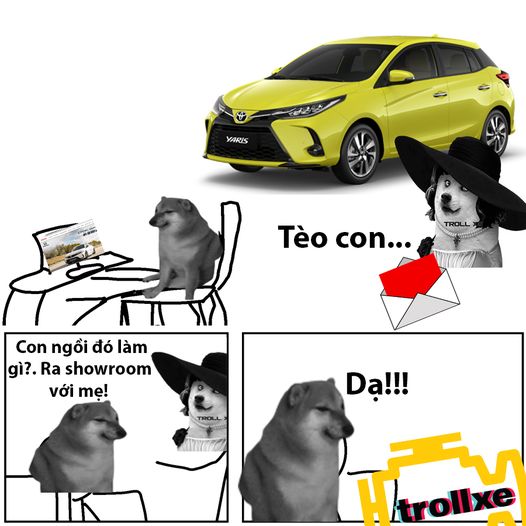 YARIS
TROLL X
Tèo con...
Con ngồi đó làm
gì?. Ra showroom
với mẹ!
TROLL X
Dạ!!!
trollxe